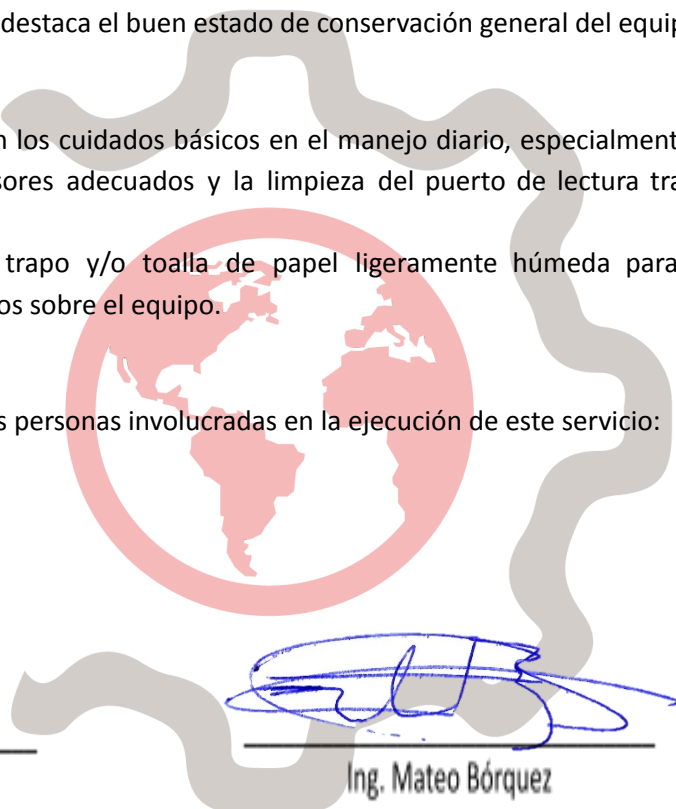 destaca el buen estado de conservación general del equip
n los cuidados básicos en el manejo diario, especialment
sores adecuados y la limpieza del puerto de lectura tra
trapo y/o toalla de papel ligeramente húmeda para
os sobre el equipo.
s personas involucradas en la ejecución de este servicio:
Ing. Mateo Bórquez